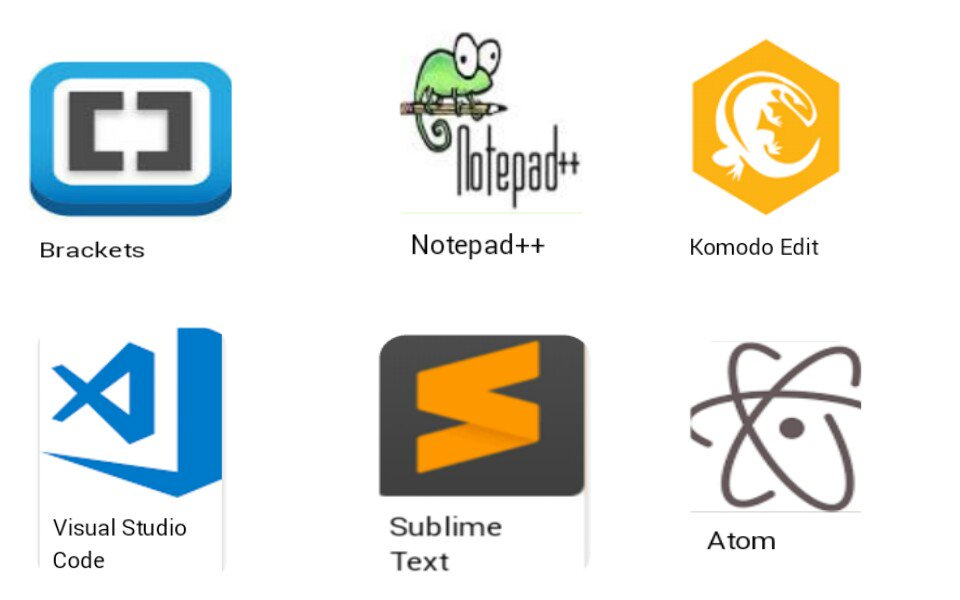 Notepad++
Brackets
Notepad++
Komodo Edit
Visual Studio
Code
Sublime
Text
Atom